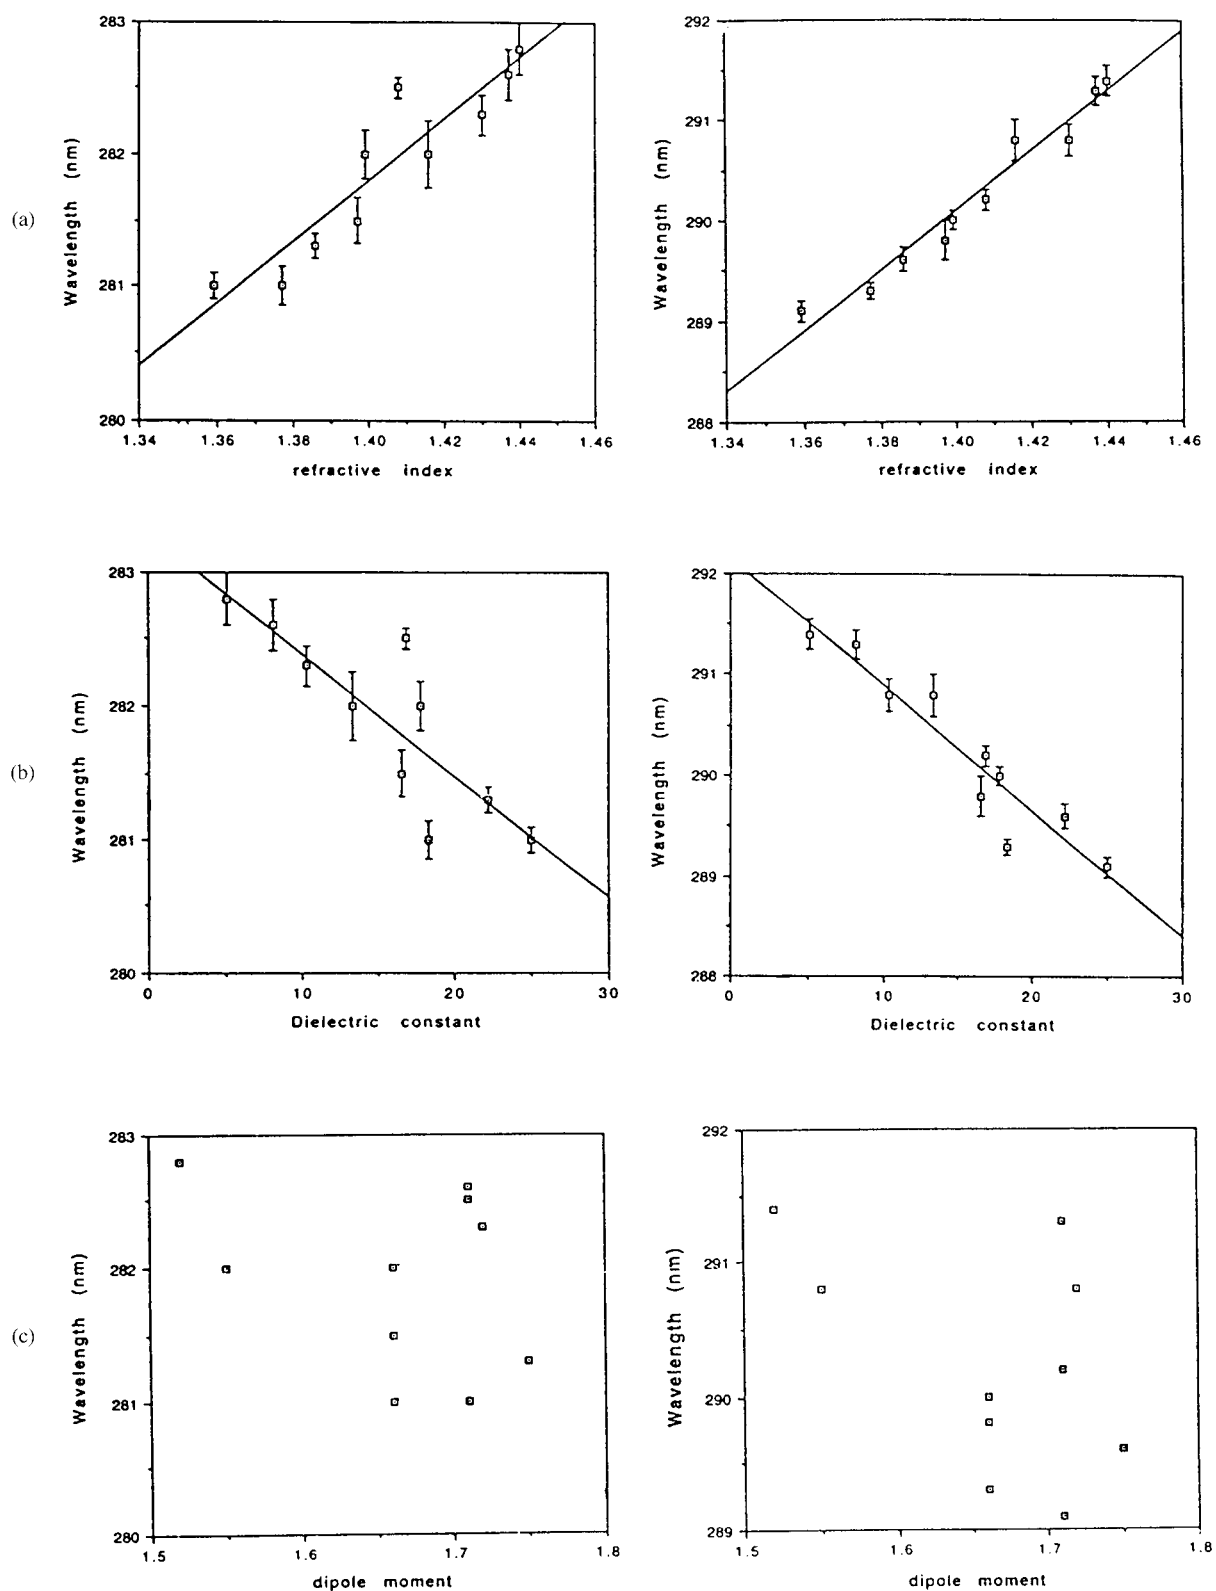 (a)
Wavelength (nm)
283
282
281
280
1.34 1.36 1.38 1.40 1.42 1.44 1.46
refractive index
Wavelength (nm)
292
291
290
289
288
1.34 1.36 1.38 1.40 1.42 1.44 1.46
refractive index
(b)
Wavelength (nm)
283
282
281
280
0 10 20 30
Dielectric constant
Wavelength (nm)
292
291
290
289
288
0 10 20 30
Dielectric constant
(c)
Wavelength (nm)
283
282
281
280
1.5 1.6 1.7 1.8
dipole moment
Wavelength (nm)
292
291
290
289
1.5 1.6 1.7 1.8
dipole moment